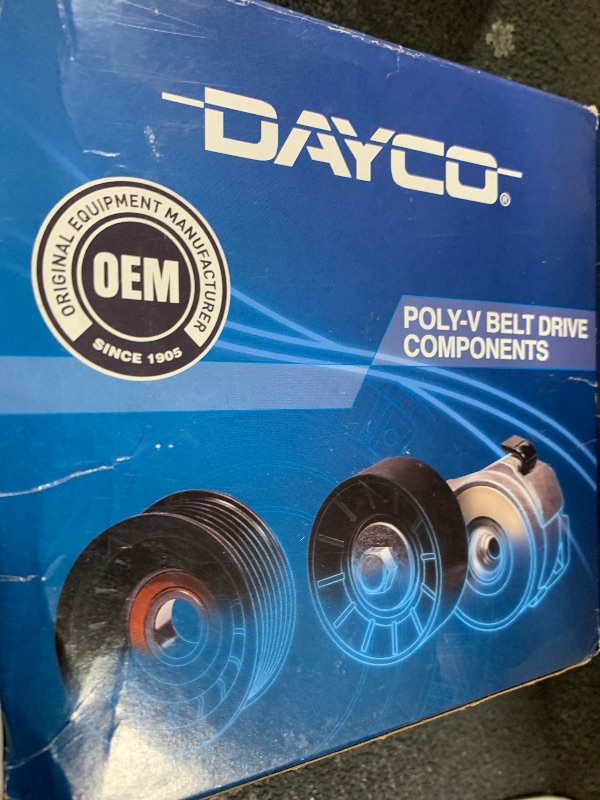 DAYCO®
ORIGINAL EQUIPMENT MANUFACTURER
OEM
SINCE 1905
POLY-V BELT DRIVE
COMPONENTS